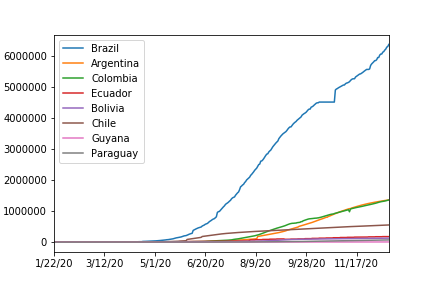 6000000
5000000
4000000
3000000
2000000
1000000
0
Brazil
Argentina
Colombia
Ecuador
Bolivia
Chile
Guyana
Paraguay
1/22/20 3/12/20 5/1/20 6/20/20 8/9/20 9/28/20 11/17/20